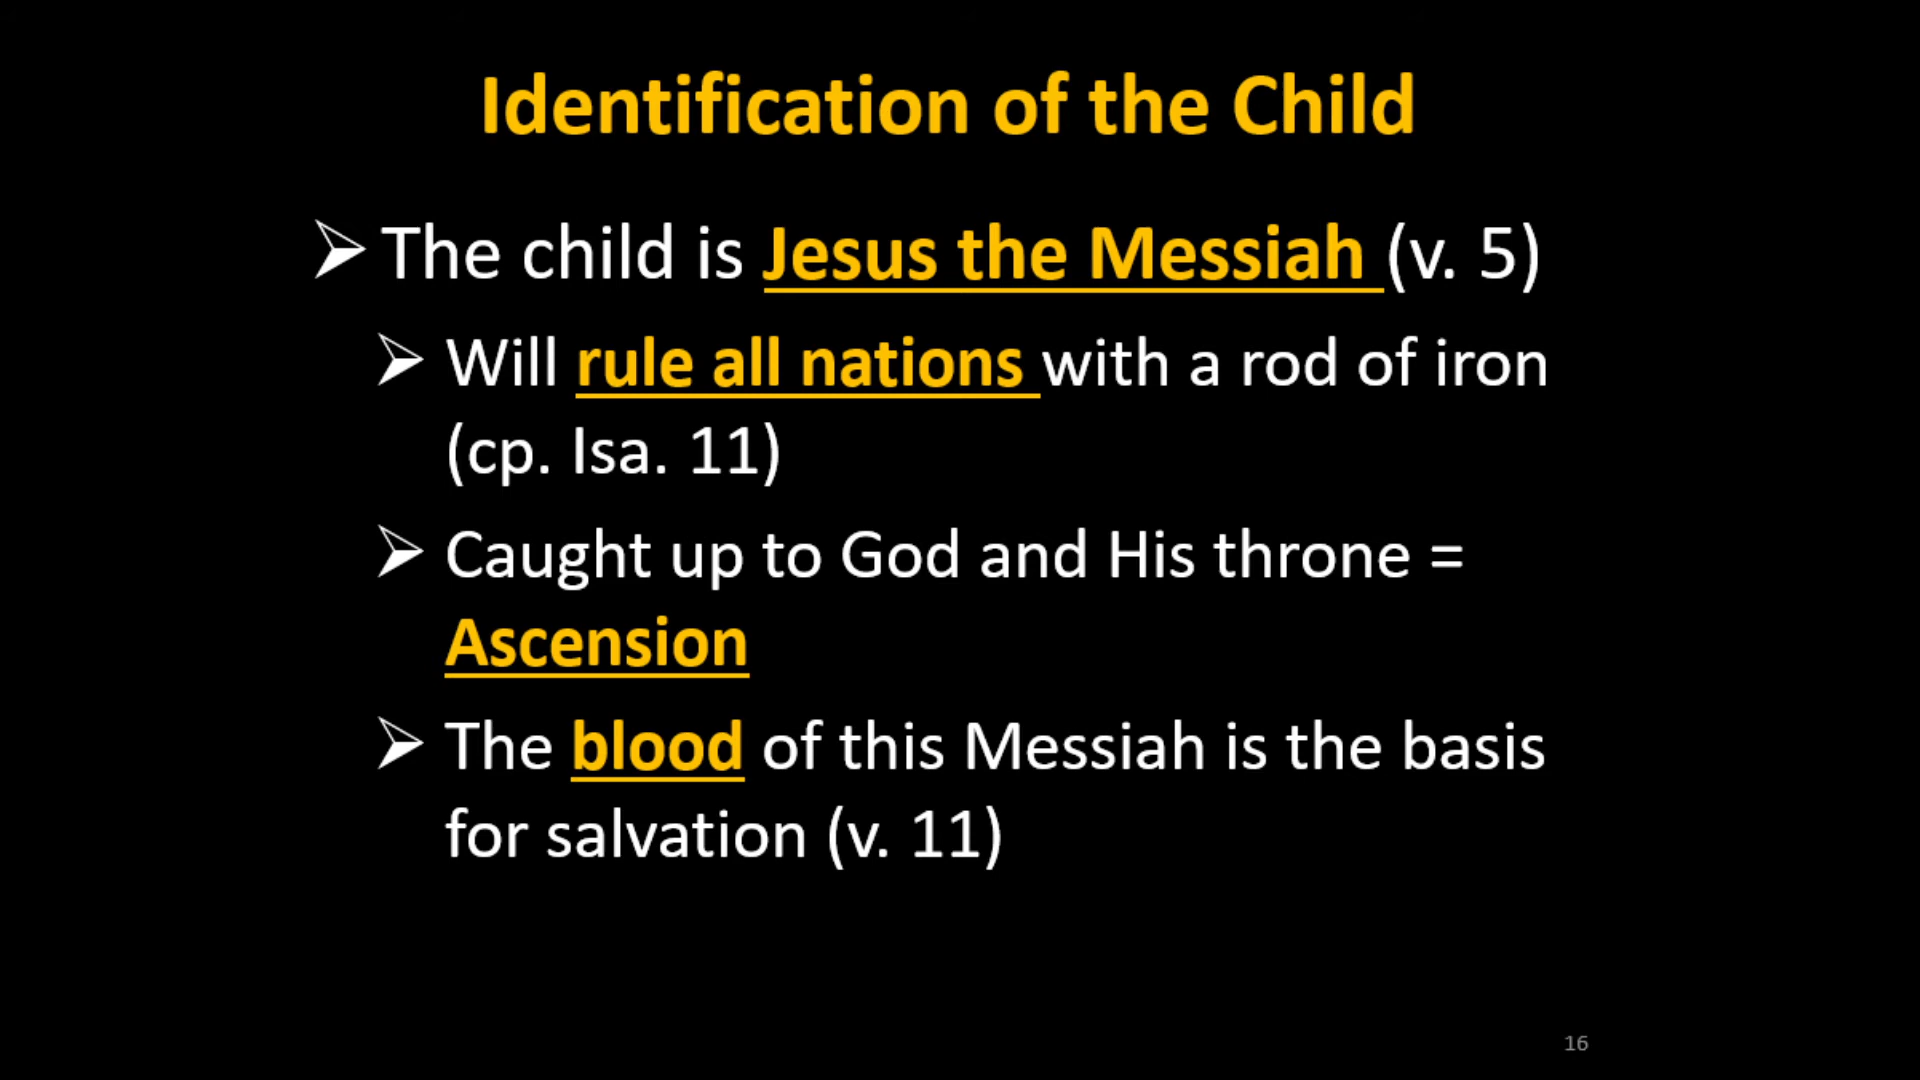 Identification of the Child
➢ The child is Jesus the Messiah (v. 5)
➢ Will rule all nations with a rod of iron
(cp. Isa. 11)
➢ Caught up to God and His throne =
Ascension
➢ The blood of this Messiah is the basis
for salvation (v. 11)
16